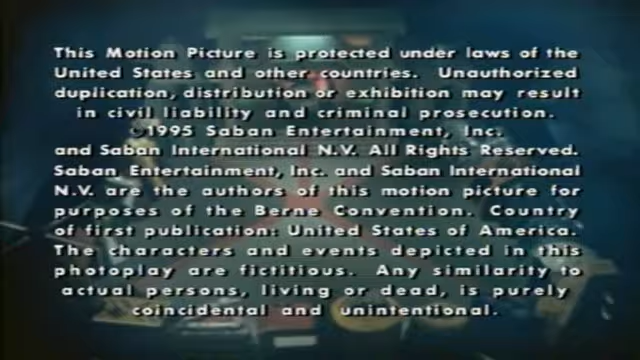 This Motion Picture is protected under laws of the
United States and other countries. Unauthorized
duplication, distribution or exhibition may result
in civil liability and criminal prosecution.
©1995 Saban Entertainment, Inc.
and Saban International N.V. All Rights Reserved.
Saban Entertainment, Inc. and Saban International
N.V. are the authors of this motion picture for
purposes of the Berne Convention. Country
of first publication: United States of America.
The characters and events depicted in this
photoplay are fictitious. Any similarity to
actual persons, living or dead, is purely
coincidental and unintentional.